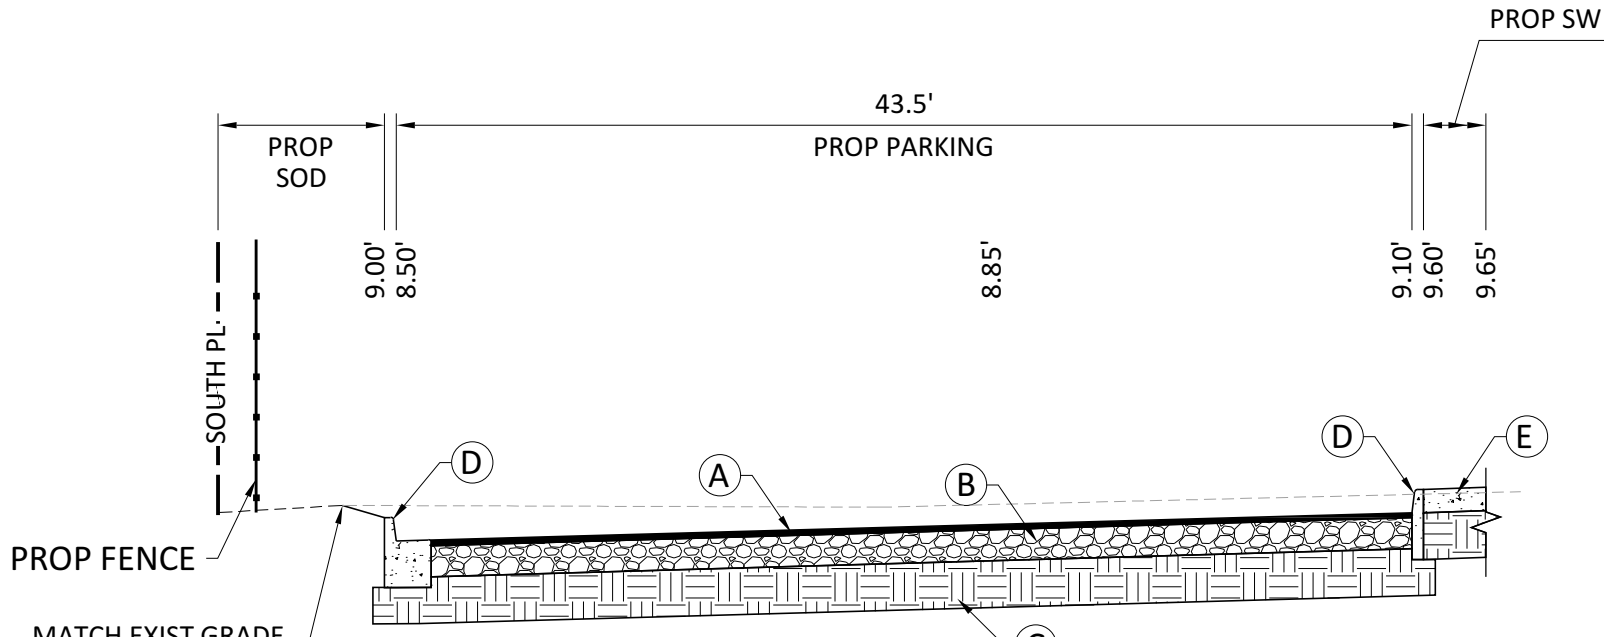 PROP SW
43.5'
PROP
SOD
PROP PARKING
9.00'
8.50'
8.85'
9.10'
9.60'
9.65'
SOUTH PL
D
A
B
D
E
PROP FENCE
MATCH EXIST GRADE
C